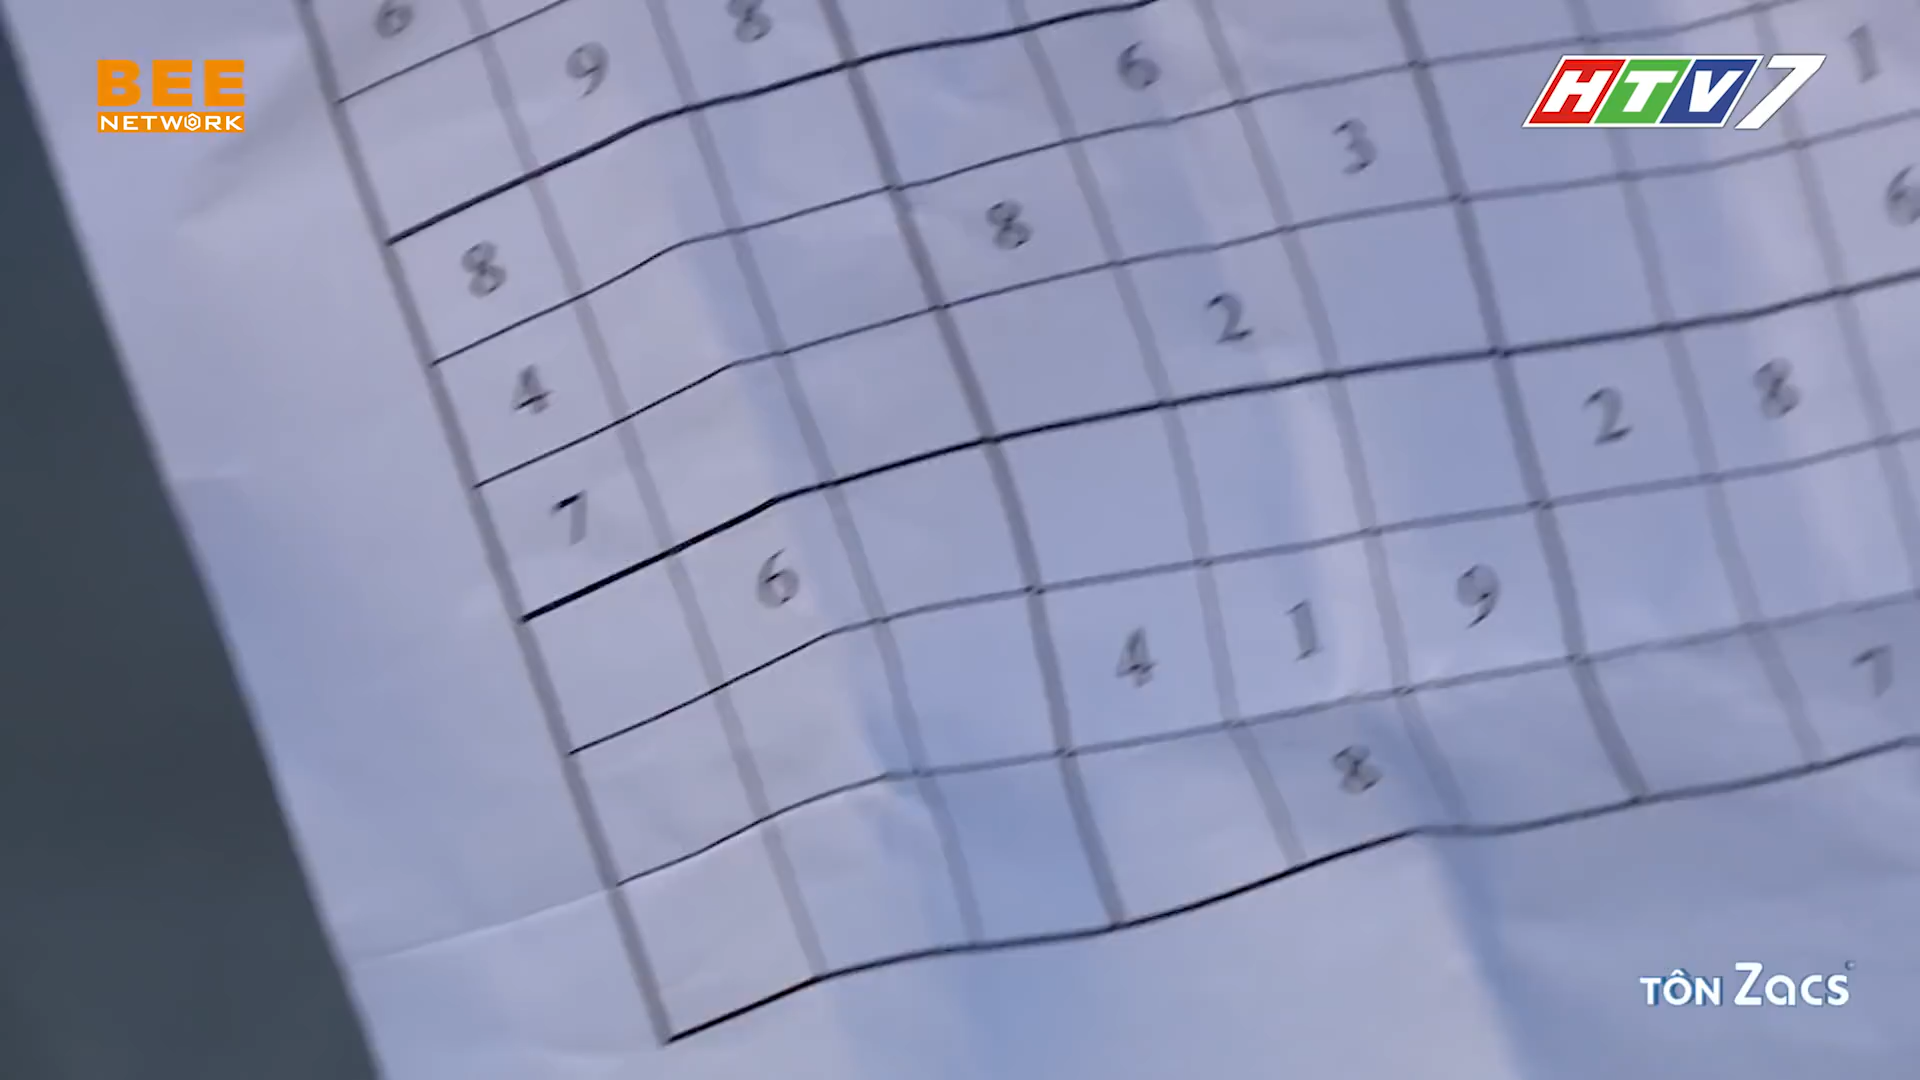 BEE
NETWORK
HTV7
6
9 8
8 6
4 8 3 1
7 2 6
6 2 8
4 1 9
8 7
TÔN Zacs